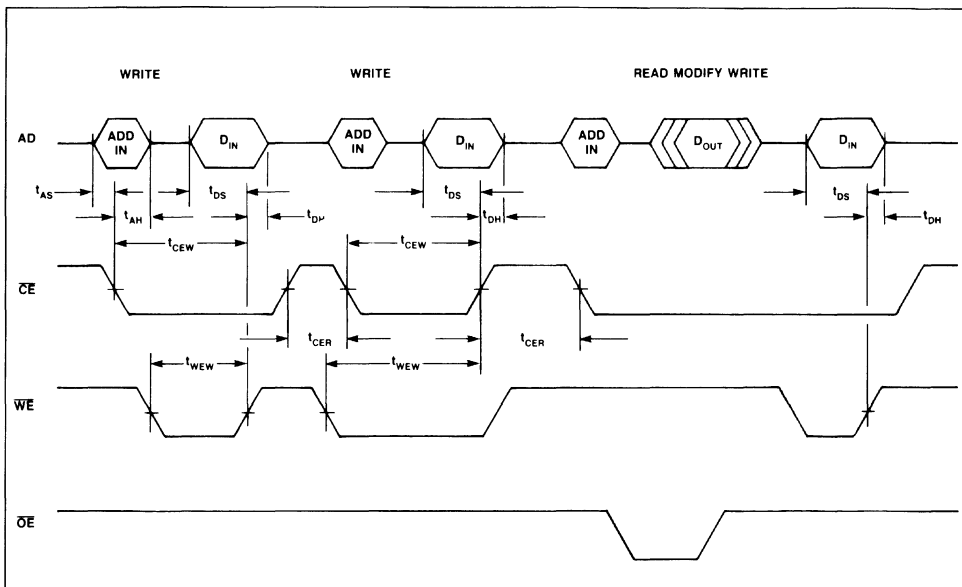 WRITE WRITE READ MODIFY WRITE
AD ADD IN D_IN ADD IN D_IN ADD IN D_OUT D_IN
t_AS t_DS t_DS t_DS
t_AH t_DH t_DH t_DH
t_CEW t_CEW
CE
t_CER t_CER
t_WEW t_WEW
WE
OE